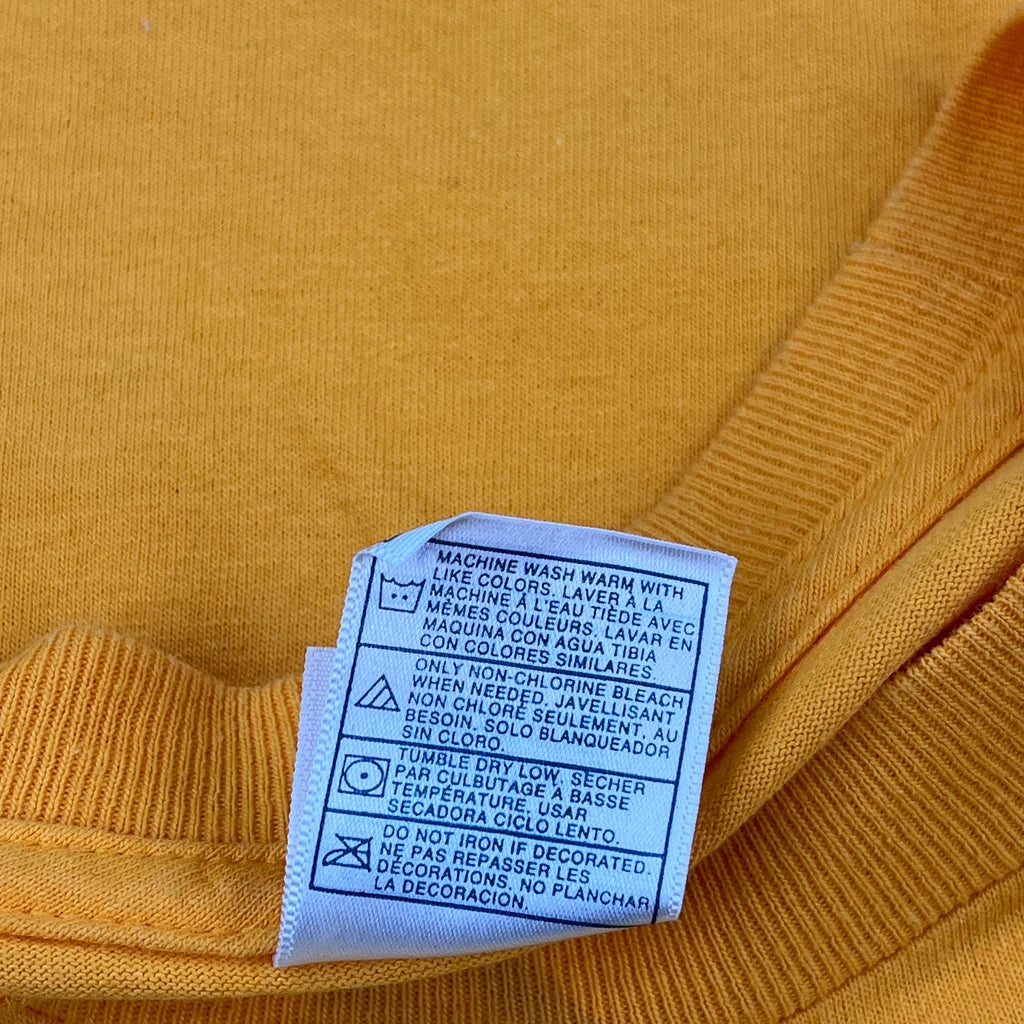 MACHINE WASH WARM WITH
LIKE COLORS. LAVER À LA
MACHINE À L'EAU TIÈDE AVEC
MÊMES COULEURS. LAVAR EN
MAQUINA CON AGUA TIBIA
CON COLORES SIMILARES.
ONLY NON-CHLORINE BLEACH
WHEN NEEDED. JAVELLISANT
NON CHLORÉ SEULEMENT, AU
BESOIN. SOLO BLANQUEADOR
SIN CLORO.
TUMBLE DRY LOW. SÉCHER
PAR CULBUTAGE À BASSE
TEMPÉRATURE. USAR
SECADORA CICLO LENTO.
DO NOT IRON IF DECORATED.
NE PAS REPASSER LES
DÉCORATIONS. NO PLANCHAR
LA DECORACION.